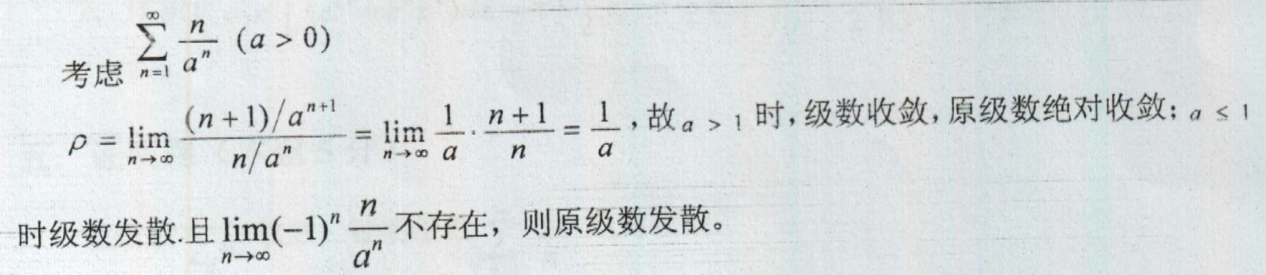 考虑 $\sum_{n=1}^{\infty} \frac{n}{a^n}$ (a > 0)
$\rho = \lim_{n \to \infty} \frac{(n+1)/a^{n+1}}{n/a^n} = \lim_{n \to \infty} \frac{1}{a} \cdot \frac{n+1}{n} = \frac{1}{a}$,故 a > 1 时,级数收敛,原级数绝对收敛; a ≤ 1
时级数发散.且 $\lim_{n \to \infty} (-1)^n \frac{n}{a^n}$ 不存在，则原级数发散。